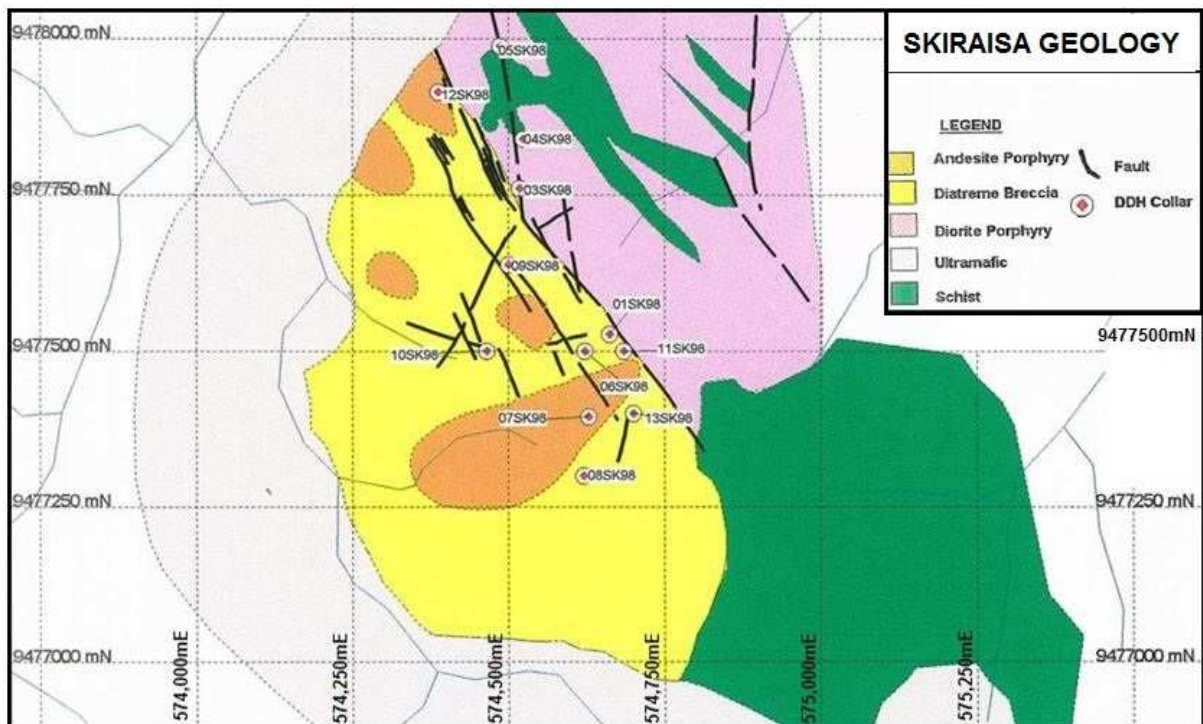 SKIRAISA GEOLOGY
LEGEND
Andesite Porphyry
Fault
Diatreme Breccia
DDH Collar
Diorite Porphyry
Ultramafic
Schist
9478000 mN
05SK98
12SK98
04SK98
9477750 mN
03SK98
09SK98
01SK98
9477500 mN
9477500mN
10SK98
11SK98
06SK98
07SK98
13SK98
08SK98
9477250 mN
9477250 mN
9477000 mN
9477000 mN
574,000mE
574,250mE
574,500mE
574,750mE
575,000mE
575,250mE